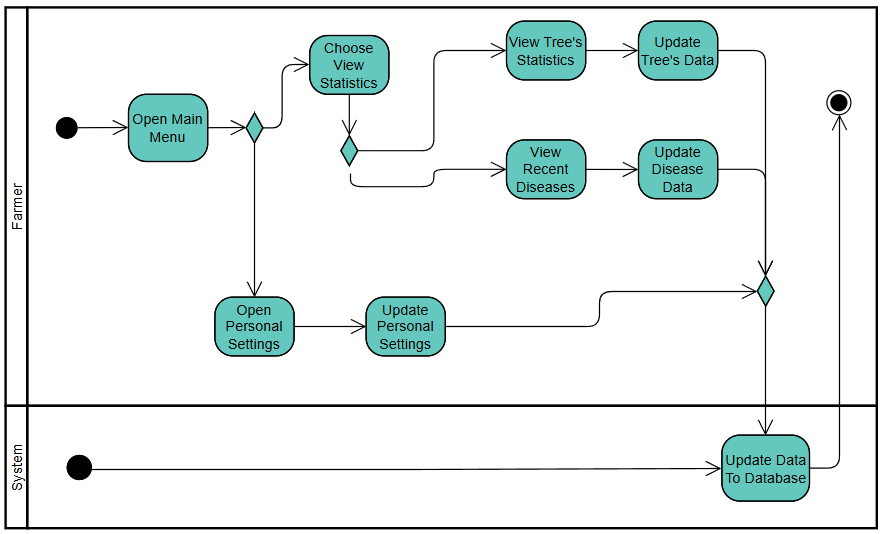 Farmer
Open Main
Menu
Choose
View
Statistics
View Tree's
Statistics
Update
Tree's Data
View
Recent
Diseases
Update
Disease
Data
Open
Personal
Settings
Update
Personal
Settings
System
Update Data
To Database